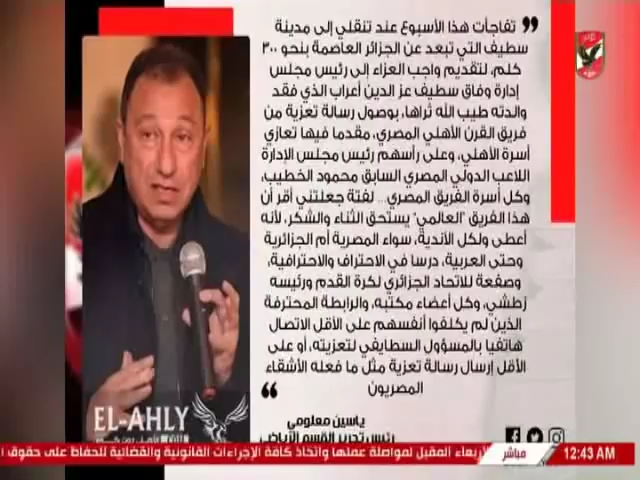 تفاجأت هذا الأسبوع عند تنقلي إلى مدينة
سطيف التي تبعد عن الجزائر العاصمة بنحو ٣٠٠
كلم، لتقديم واجب العزاء إلى رئيس مجلس
إدارة وفاق سطيف عز الدين أعراب الذي فقد
والدته طيب الله ثراها، بوصول رسالة تعزية من
فريق القرن الأهلي المصري، مقدما فيها تعازي
أسرة الأهلي، وعلى رأسهم رئيس مجلس الإدارة
اللاعب الدولي المصري السابق محمود الخطيب،
وكل أسرة الفريق المصري... لفتة جعلتني أقر أن
هذا الفريق "العالمي" يستحق الثناء والشكر، لأنه
أعطى ولكل الأندية، سواء المصرية أم الجزائرية
وحتى العربية، درسا في الاحتراف والاحترافية،
وصفعة للاتحاد الجزائري لكرة القدم ورئيسه
زطشي، وكل أعضاء مكتبه، والرابطة المحترفة
الذين لم يكلفوا أنفسهم على الأقل الاتصال
هاتفيا بالمسؤول السطايفي لتعزيته، أو على
الأقل إرسال رسالة تعزية مثل ما فعله الأشقاء
المصريون
ياسين معلومي
رئيس تحرير القسم الرياضي
EL-AHLY
12:43 AM
مباشر
الأربعاء المقبل لمواصلة عملها واتخاذ كافة الإجراءات القانونية والقضائية للحفاظ على حقوق